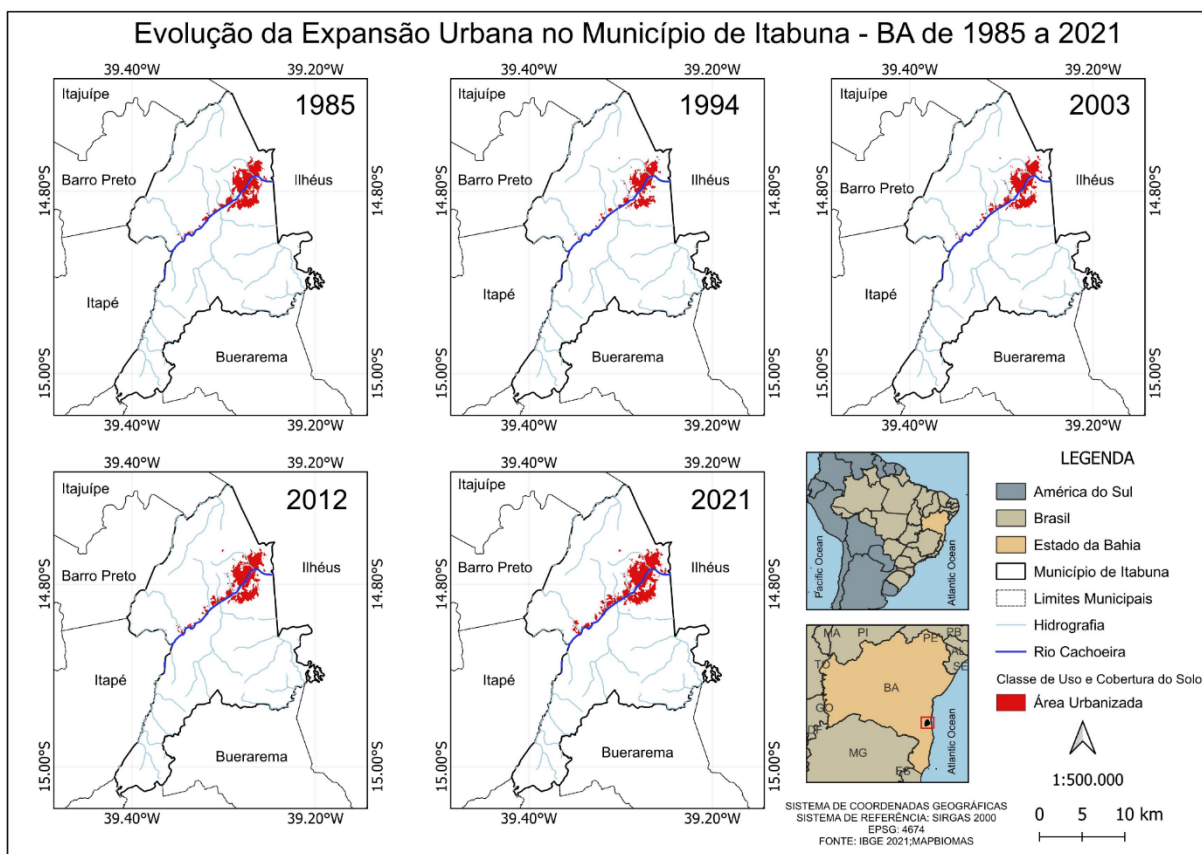 Evolução da Expansão Urbana no Município de Itabuna - BA de 1985 a 2021
39.40°W
39.20°W
Itajuípe
1985
Barro Preto
Ilhéus
14.80°S
Itapé
Buerarema
15.00°S
39.40°W
39.20°W
39.40°W
39.20°W
Itajuípe
1994
Barro Preto
Ilhéus
14.80°S
Itapé
Buerarema
15.00°S
39.40°W
39.20°W
39.40°W
39.20°W
Itajuípe
2003
Barro Preto
Ilhéus
14.80°S
Itapé
Buerarema
15.00°S
39.40°W
39.20°W
39.40°W
39.20°W
Itajuípe
2012
Barro Preto
Ilhéus
14.80°S
Itapé
Buerarema
15.00°S
39.40°W
39.20°W
39.40°W
39.20°W
Itajuípe
2021
Barro Preto
Ilhéus
14.80°S
Itapé
Buerarema
15.00°S
39.40°W
39.20°W
Pacific Ocean
Atlantic Ocean
MA
PI
PE
PB
AL
SE
TO
BA
GO
DF
MG
ES
Atlantic Ocean
SISTEMA DE COORDENADAS GEOGRÁFICAS
SISTEMA DE REFERÊNCIA: SIRGAS 2000
EPSG: 4674
FONTE: IBGE 2021;MAPBIOMAS
LEGENDA
América do Sul
Brasil
Estado da Bahia
Município de Itabuna
Limites Municipais
Hidrografia
Rio Cachoeira
Classe de Uso e Cobertura do Solo
Área Urbanizada
1:500.000
0 5 10 km